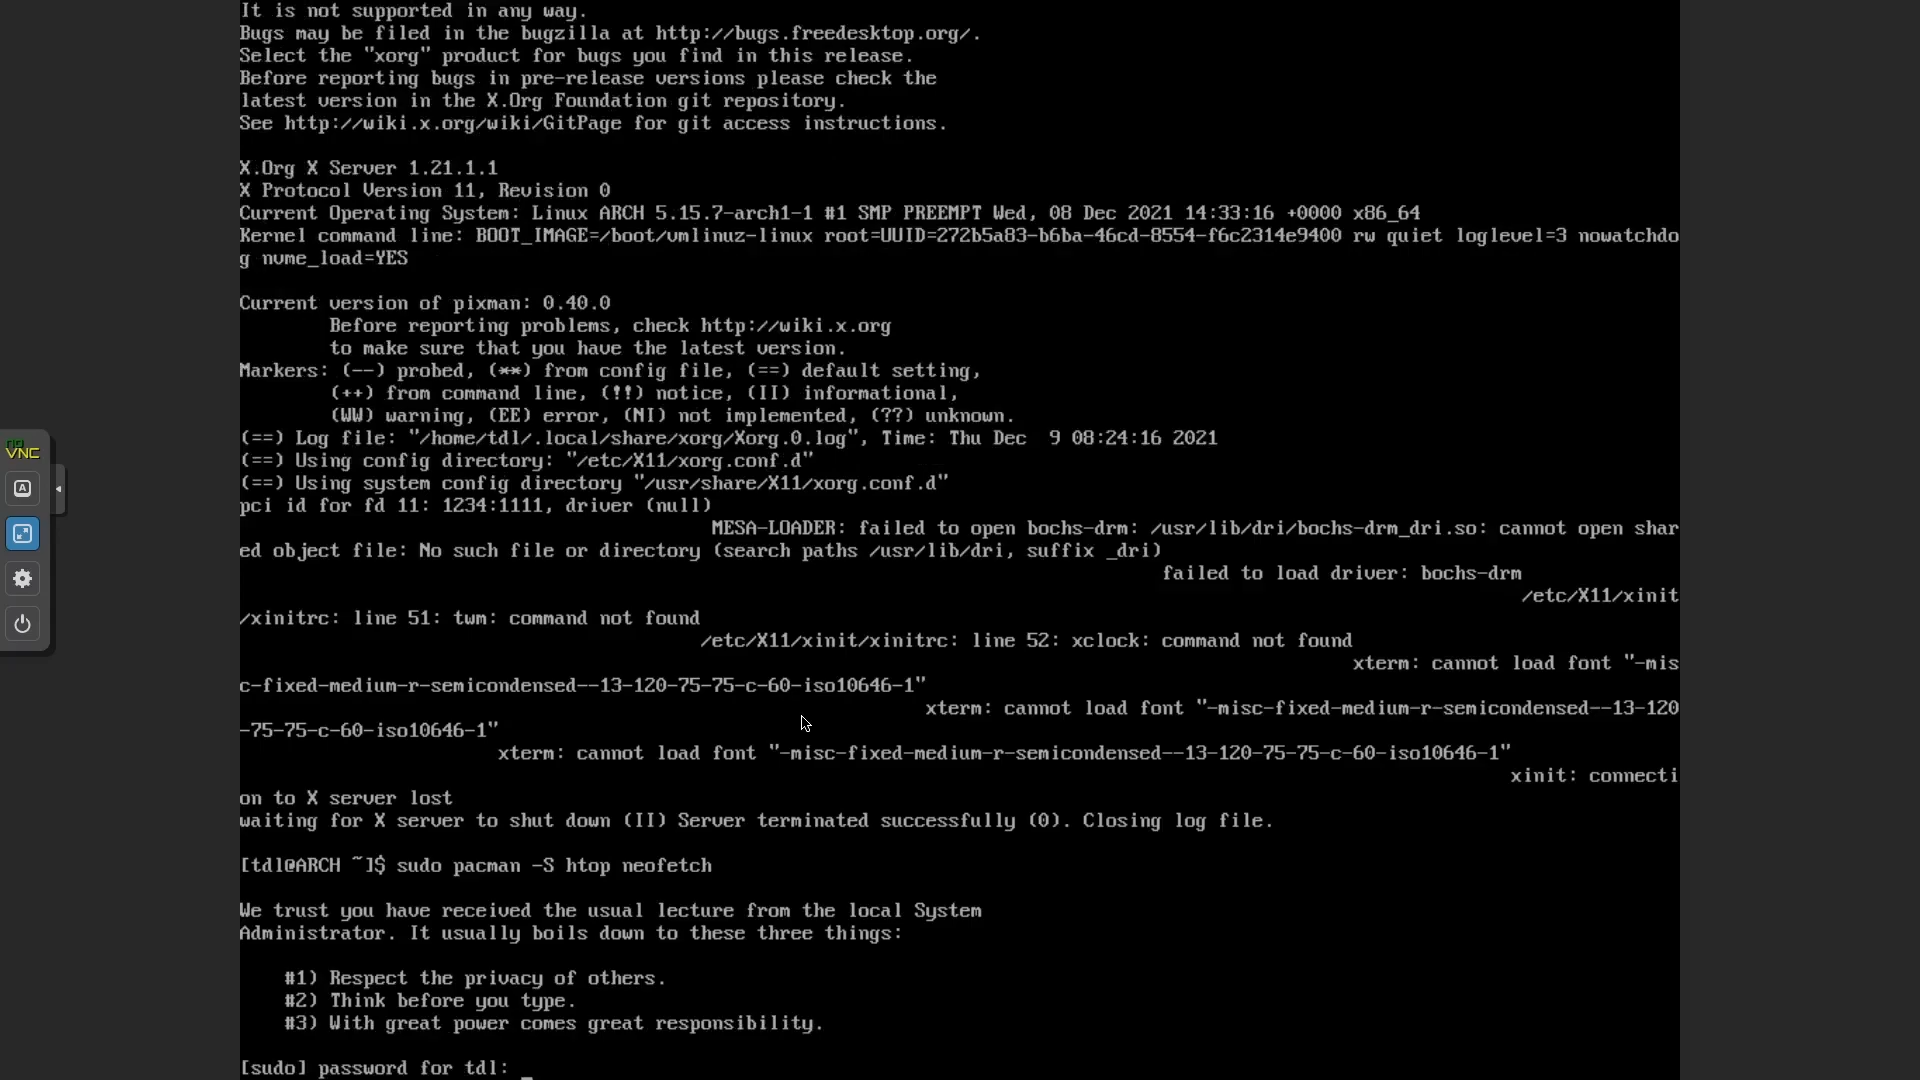 It is not supported in any way.
Bugs may be filed in the bugzilla at http://bugs.freedesktop.org/.
Select the "xorg" product for bugs you find in this release.
Before reporting bugs in pre-release versions please check the
latest version in the X.Org Foundation git repository.
See http://wiki.x.org/wiki/GitPage for git access instructions.
X.Org X Server 1.21.1.1
X Protocol Version 11, Revision 0
Current Operating System: Linux ARCH 5.15.7-arch1-1 #1 SMP PREEMPT Wed, 08 Dec 2021 14:33:16 +0000 x86_64
Kernel command line: BOOT_IMAGE=/boot/vmlinuz-linux root=UUID=272b5a83-b6ba-46cd-8554-f6c2314e9400 rw quiet loglevel=3 nowatchdo
g nvme_load=YES
Current version of pixman: 0.40.0
Before reporting problems, check http://wiki.x.org
to make sure that you have the latest version.
Markers: (--) probed, (**) from config file, (==) default setting,
(++) from command line, (!!) notice, (II) informational,
(WW) warning, (EE) error, (NI) not implemented, (??) unknown.
(==) Log file: "/home/tdl/.local/share/xorg/Xorg.0.log", Time: Thu Dec  9 08:24:16 2021
(==) Using config directory: "/etc/X11/xorg.conf.d"
(==) Using system config directory "/usr/share/X11/xorg.conf.d"
pci id for fd 11: 1234:1111, driver (null)
MESA-LOADER: failed to open bochs-drm: /usr/lib/dri/bochs-drm_dri.so: cannot open shar
ed object file: No such file or directory (search paths /usr/lib/dri, suffix _dri)
failed to load driver: bochs-drm
/etc/X11/xinit
/xinitrc: line 51: twm: command not found
/etc/X11/xinit/xinitrc: line 52: xclock: command not found
xterm: cannot load font "-mis
c-fixed-medium-r-semicondensed--13-120-75-75-c-60-iso10646-1"
xterm: cannot load font "-misc-fixed-medium-r-semicondensed--13-120
-75-75-c-60-iso10646-1"
xterm: cannot load font "-misc-fixed-medium-r-semicondensed--13-120-75-75-c-60-iso10646-1"
xinit: connecti
on to X server lost
waiting for X server to shut down (II) Server terminated successfully (0). Closing log file.
[tdl@ARCH ~]$ sudo pacman -S htop neofetch
We trust you have received the usual lecture from the local System
Administrator. It usually boils down to these three things:
#1) Respect the privacy of others.
#2) Think before you type.
#3) With great power comes great responsibility.
[sudo] password for tdl: _
no
VNC
A